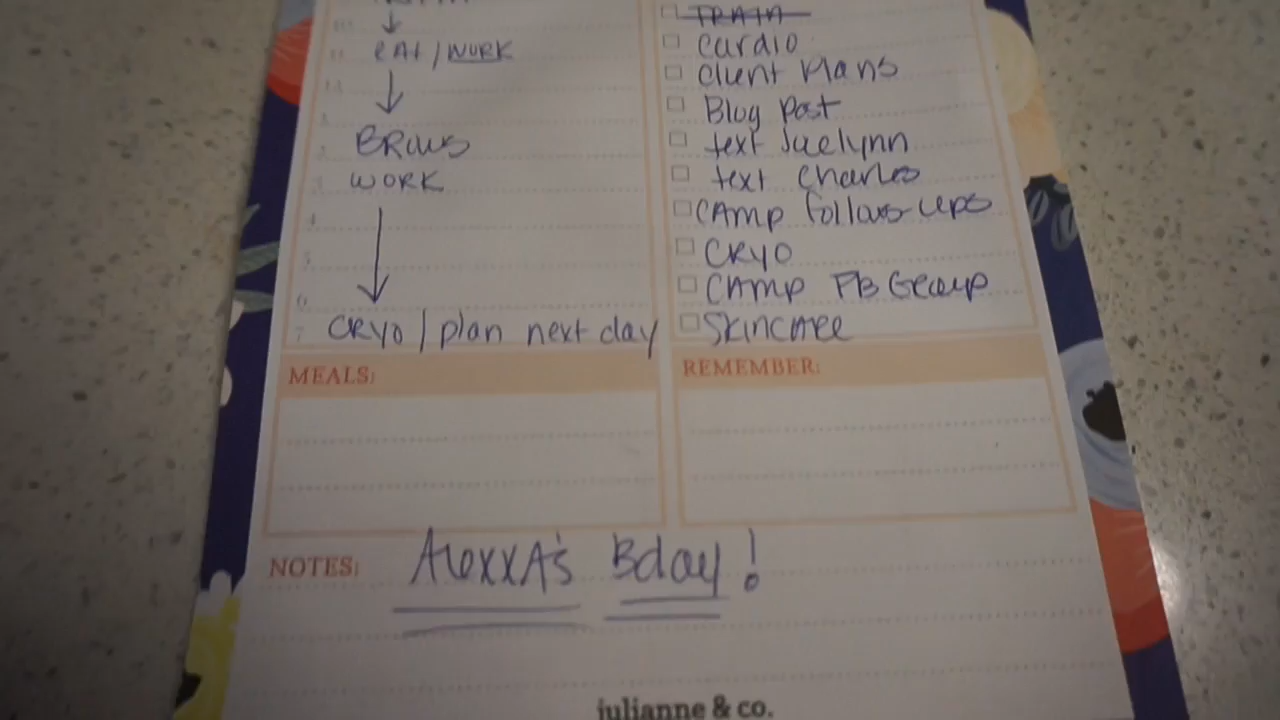 EAT / WORK
BROWS
WORK
CRYO / plan next day
TRAIN
Cardio
Client Plans
Blog Post
text Jaelynn
text Charles
CAMP Follow-ups
CRYO
CAMP FB Group
SKINCARE
MEALS:
REMEMBER:
NOTES: AlexxA's Bday!
julianne & co.